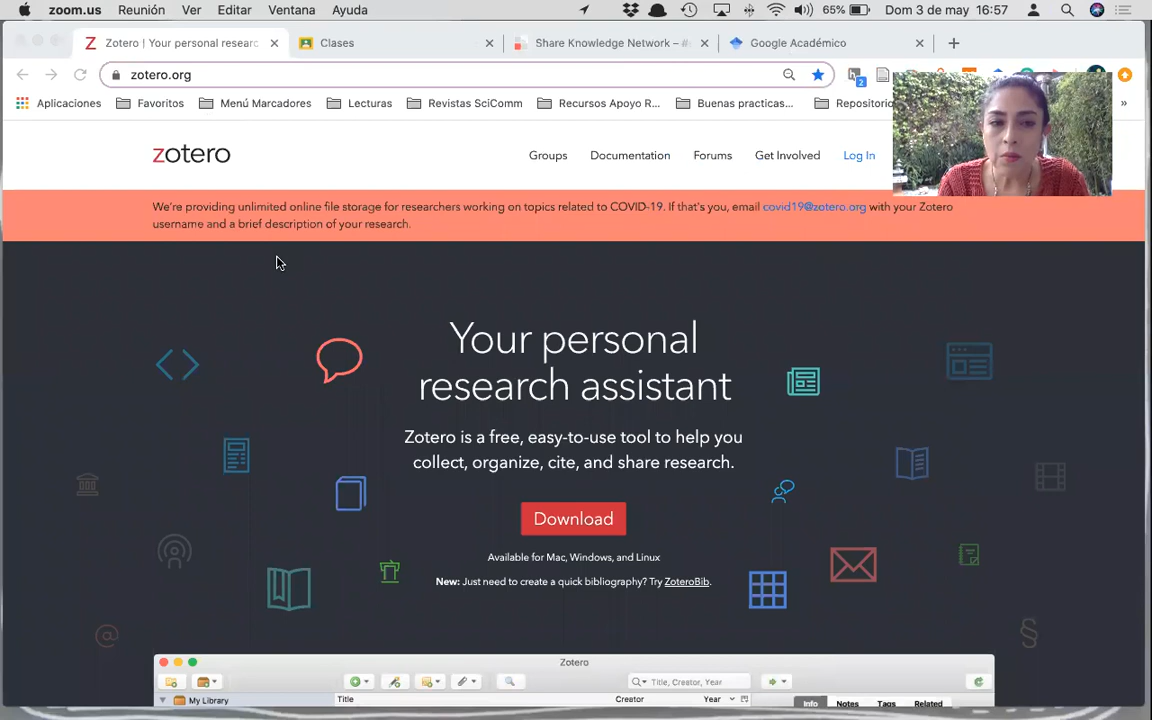 zoom.us Reunión Ver Editar Ventana Ayuda 65% Dom 3 de may 16:57
Zotero | Your personal researc Clases Share Knowledge Network – # Google Académico
zotero.org
2
Aplicaciones Favoritos Menú Marcadores Lecturas Revistas SciComm Recursos Apoyo R... Buenas practicas... Repositorio »
zotero Groups Documentation Forums Get Involved Log In
We're providing unlimited online file storage for researchers working on topics related to COVID-19. If that's you, email covid19@zotero.org with your Zotero
username and a brief description of your research.
Your personal
research assistant
Zotero is a free, easy-to-use tool to help you
collect, organize, cite, and share research.
Download
Available for Mac, Windows, and Linux
New: Just need to create a quick bibliography? Try ZoteroBib.
Zotero
Title, Creator, Year
My Library Title Creator Year Info Notes Tags Related